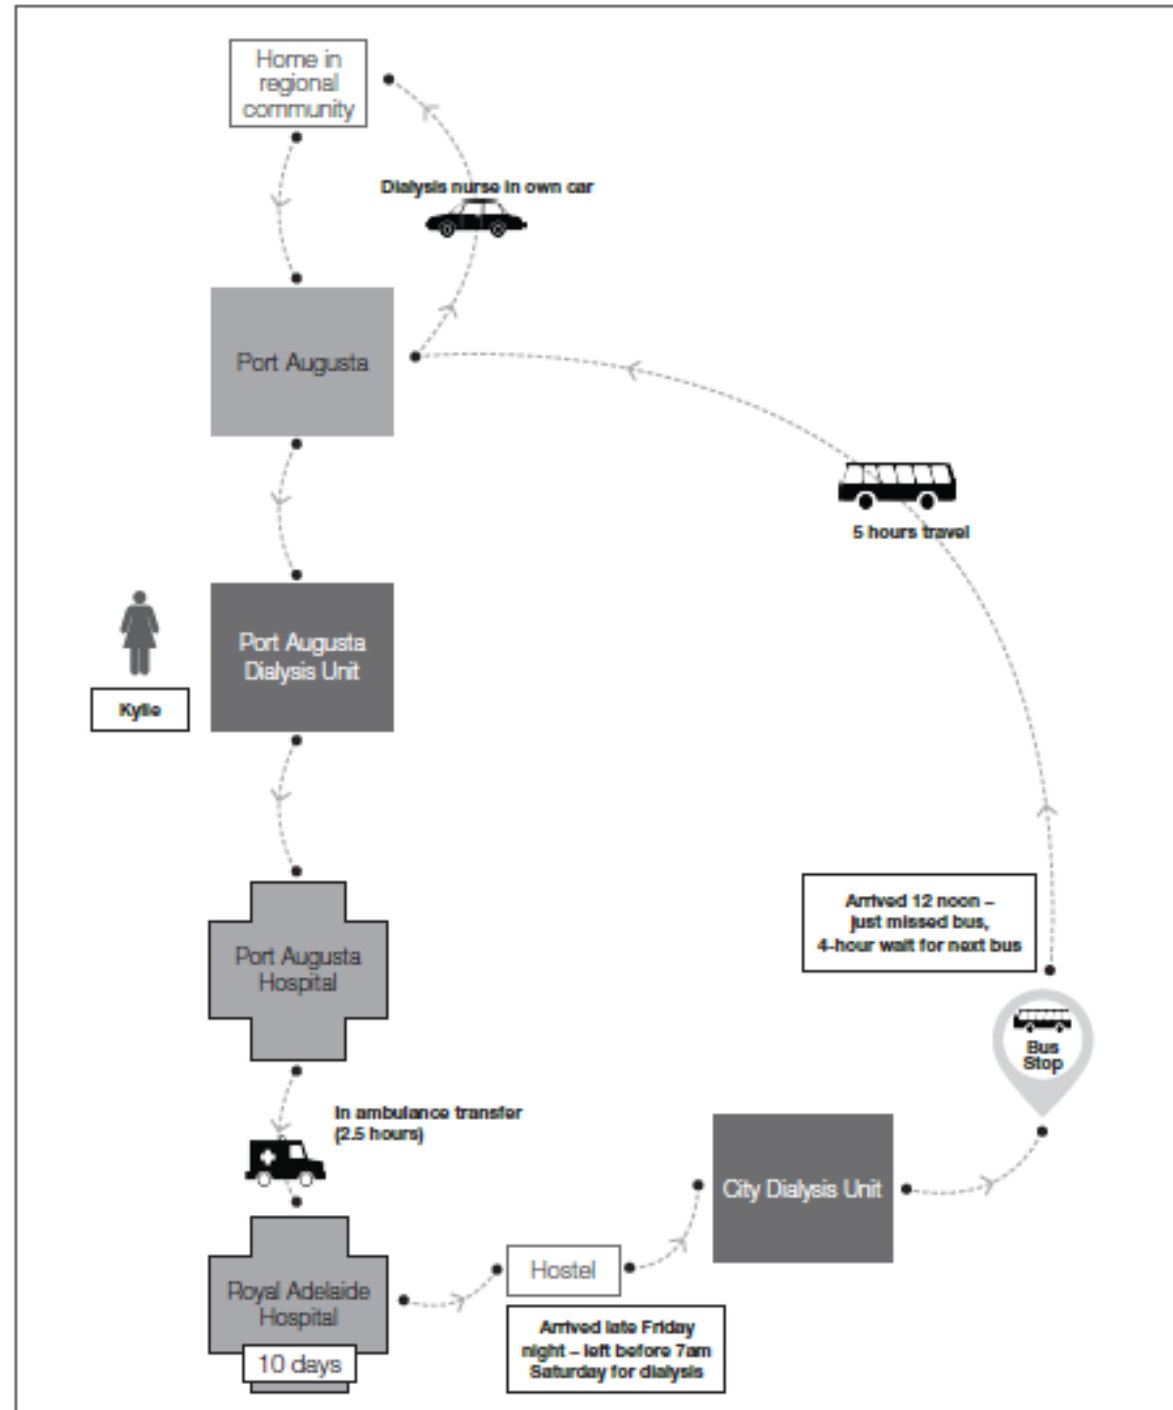 Home in
regional
community
Dialysis nurse in own car
Port Augusta
5 hours travel
Port Augusta
Dialysis Unit
Kylie
Arrived 12 noon –
just missed bus,
4-hour wait for next bus
Port Augusta
Hospital
Bus
Stop
In ambulance transfer
(2.5 hours)
City Dialysis Unit
Royal Adelaide
Hospital
10 days
Hostel
Arrived late Friday
night – left before 7am
Saturday for dialysis